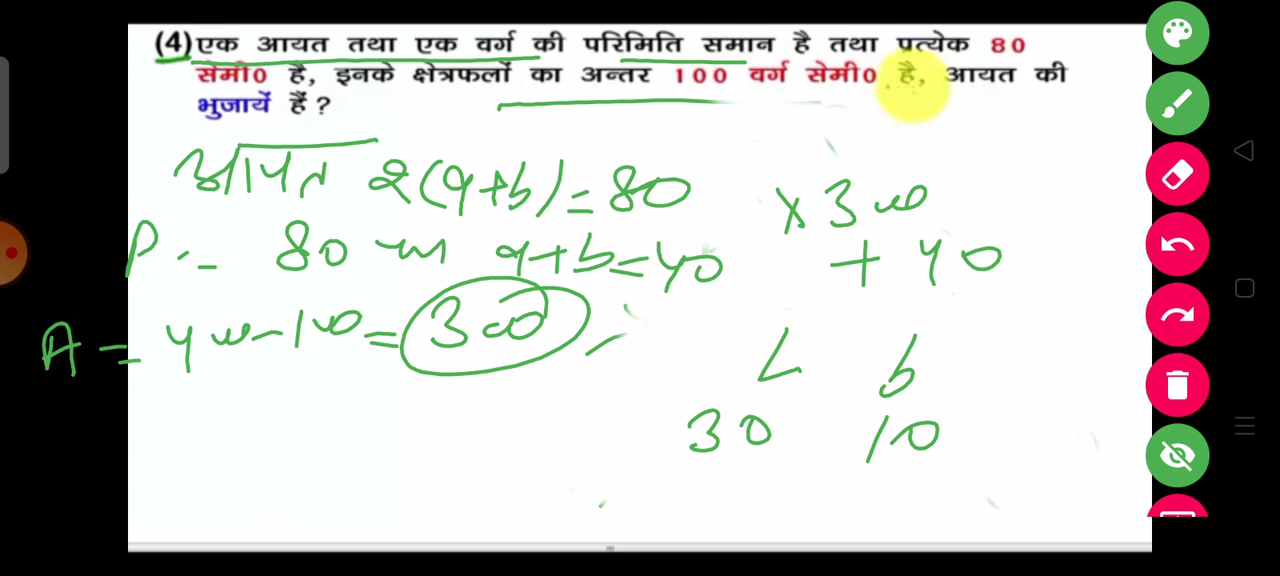 (4) एक आयत तथा एक वर्ग की परिमिति समान है तथा प्रत्येक 80
सेमी0 है, इनके क्षेत्रफलों का अन्तर 100 वर्ग सेमी0 है, आयत की
भुजायें हैं ?
आयत 2(a+b)=80
x 300
P = 80 cm a+b=40
+ 40
A = 400-100=300
L b
30 10